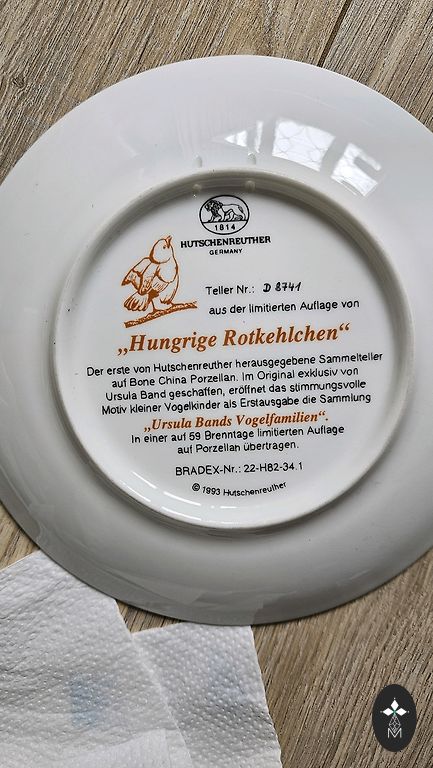 1814
HUTSCHENREUTHER
GERMANY
Teller Nr.: D 8741
aus der limitierten Auflage von
„Hungrige Rotkehlchen“
Der erste von Hutschenreuther herausgegebene Sammelteller
auf Bone China Porzellan. Im Original exklusiv von
Ursula Band geschaffen, eröffnet das stimmungsvolle
Motiv kleiner Vogelkinder als Erstausgabe die Sammlung
„Ursula Bands Vogelfamilien“.
In einer auf 59 Brenntage limitierten Auflage
auf Porzellan übertragen.
BRADEX-Nr.: 22-H82-34.1
© 1993 Hutschenreuther
M